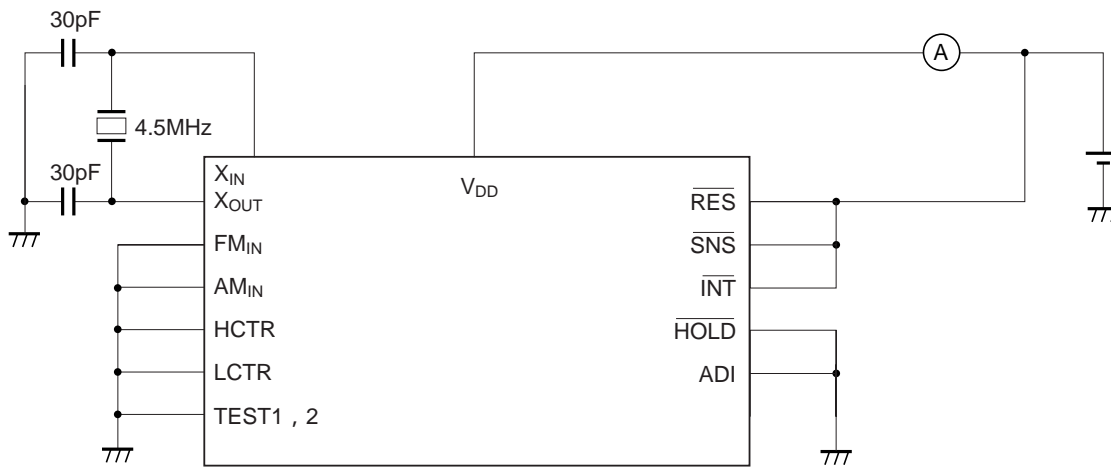 30pF
A
4.5MHz
30pF
XIN
VDD
XOUT
RES
FMIN
SNS
AMIN
INT
HCTR
HOLD
LCTR
ADI
TEST1 , 2